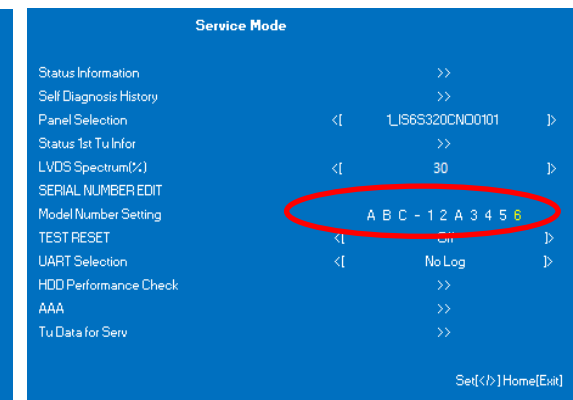 Service Mode
Status Information >>
Self Diagnosis History >>
Panel Selection <[ 1_IS6S320CNO0101 ]>
Status 1st Tu Infor >>
LVDS Spectrum(%) <[ 30 ]>
SERIAL NUMBER EDIT
Model Number Setting A B C - 1 2 A 3 4 5 6
TEST RESET <[ Off ]>
UART Selection <[ No Log ]>
HDD Performance Check >>
AAA >>
Tu Data for Serv >>
Set[</>] Home[Exit]